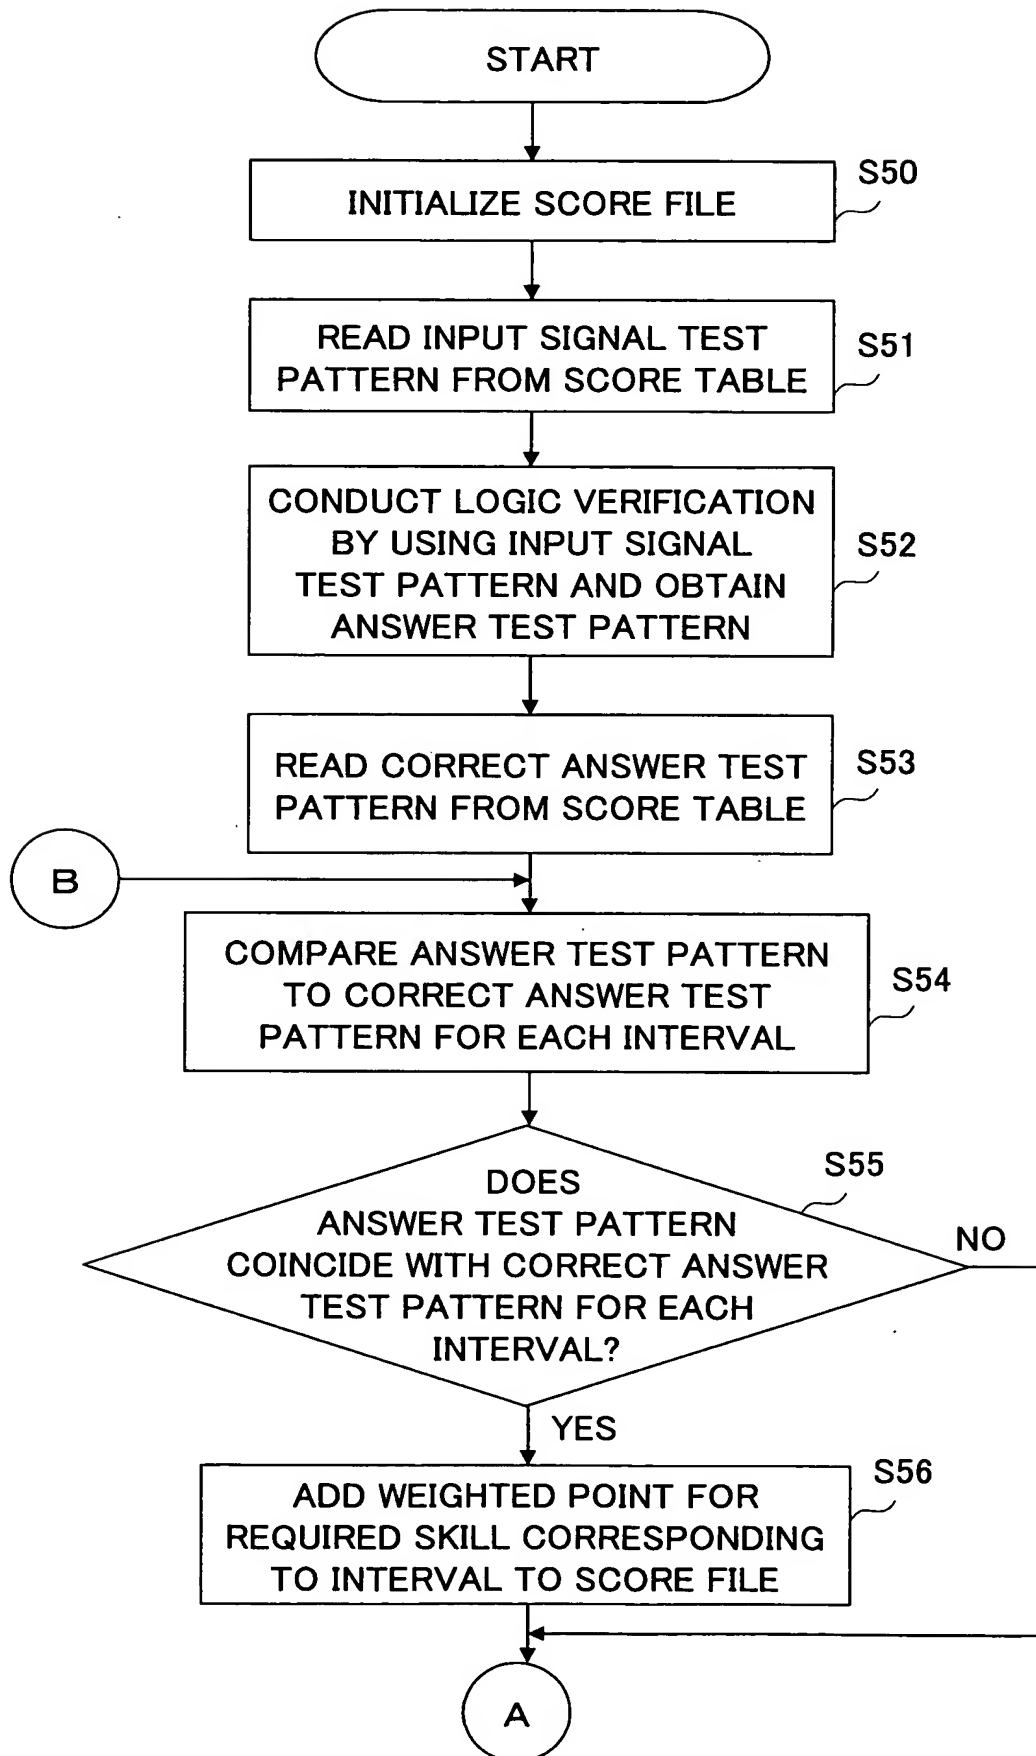 START
S50
INITIALIZE SCORE FILE
READ INPUT SIGNAL TEST
PATTERN FROM SCORE TABLE
S51
CONDUCT LOGIC VERIFICATION
BY USING INPUT SIGNAL
TEST PATTERN AND OBTAIN
ANSWER TEST PATTERN
S52
READ CORRECT ANSWER TEST
PATTERN FROM SCORE TABLE
S53
B
COMPARE ANSWER TEST PATTERN
TO CORRECT ANSWER TEST
PATTERN FOR EACH INTERVAL
S54
DOES
ANSWER TEST PATTERN
COINCIDE WITH CORRECT ANSWER
TEST PATTERN FOR EACH
INTERVAL?
S55
NO
YES
ADD WEIGHTED POINT FOR
REQUIRED SKILL CORRESPONDING
TO INTERVAL TO SCORE FILE
S56
A